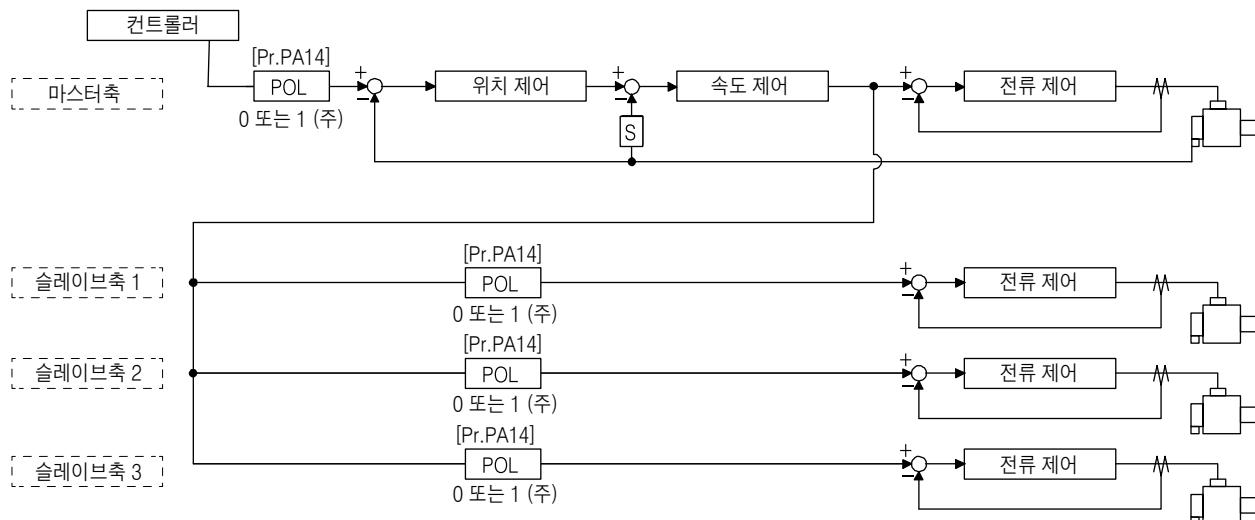 컨트롤러
[Pr.PA14]
마스터축
POL
위치 제어
속도 제어
전류 제어
0 또는 1 (주)
S
[Pr.PA14]
슬레이브축 1
POL
전류 제어
0 또는 1 (주)
[Pr.PA14]
슬레이브축 2
POL
전류 제어
0 또는 1 (주)
[Pr.PA14]
슬레이브축 3
POL
전류 제어
0 또는 1 (주)